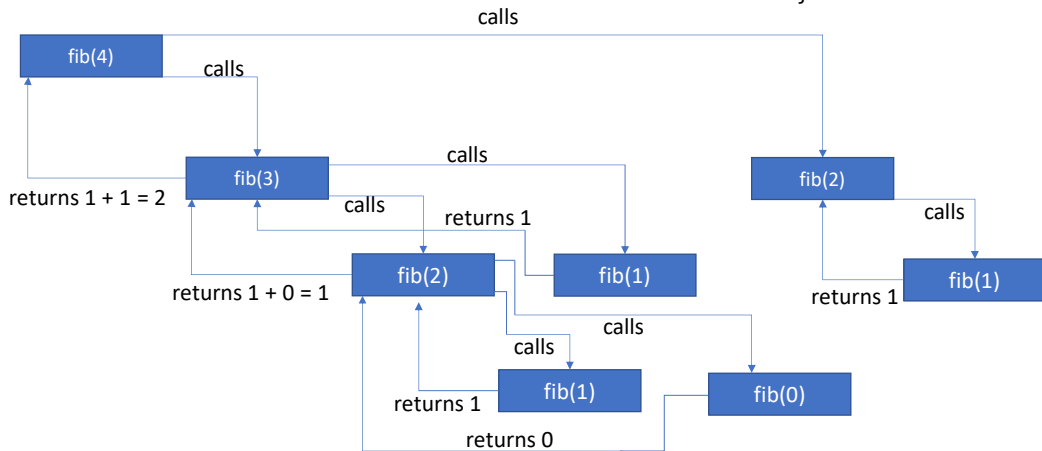 calls
fib(4)
calls
calls
fib(3)
fib(2)
returns 1 + 1 = 2
calls
returns 1
calls
fib(2)
fib(1)
fib(1)
returns 1 + 0 = 1
returns 1
calls
calls
fib(1)
fib(0)
returns 1
returns 0